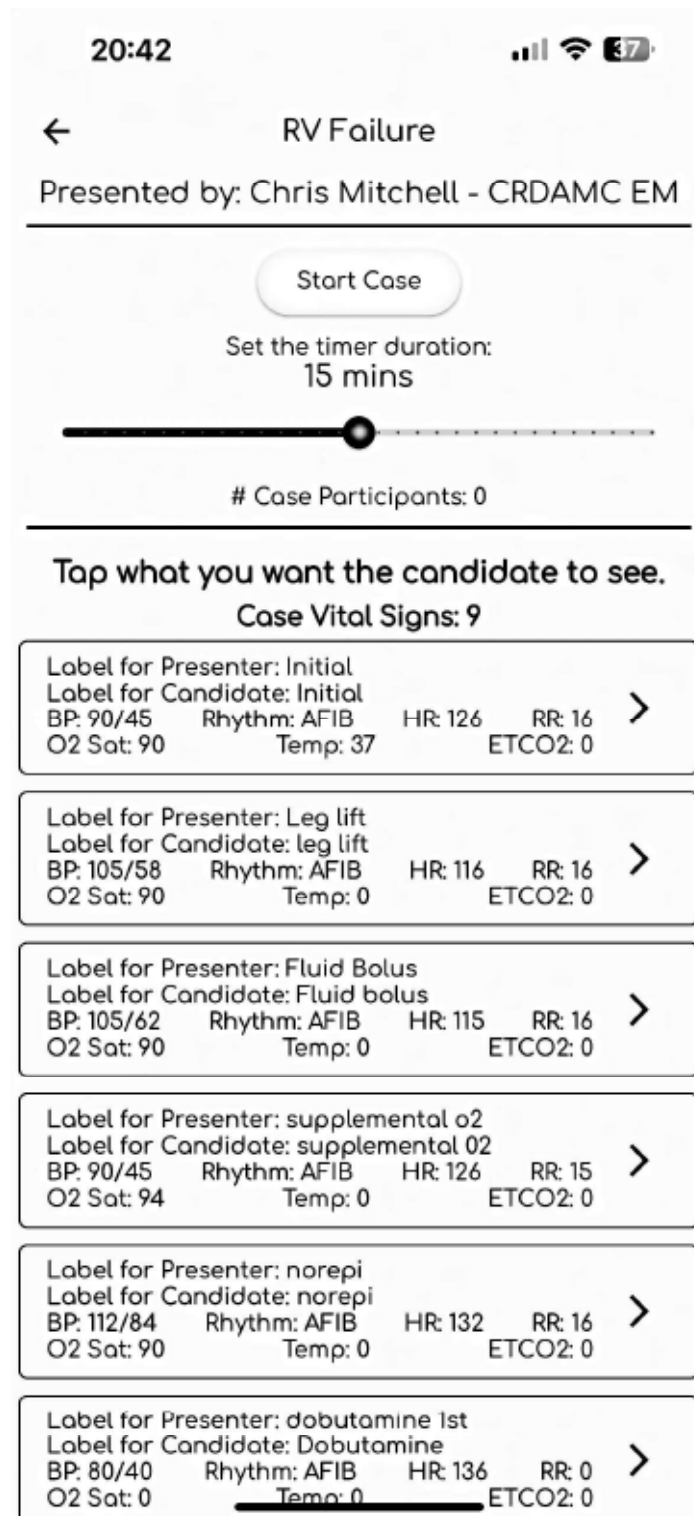 20:42
37
RV Failure
Presented by: Chris Mitchell - CRDAMC EM
Start Case
Set the timer duration:
15 mins
# Case Participants: 0
Tap what you want the candidate to see.
Case Vital Signs: 9
Label for Presenter: Initial
Label for Candidate: Initial
BP: 90/45 Rhythm: AFIB HR: 126 RR: 16
O2 Sat: 90 Temp: 37 ETCO2: 0
Label for Presenter: Leg lift
Label for Candidate: leg lift
BP: 105/58 Rhythm: AFIB HR: 116 RR: 16
O2 Sat: 90 Temp: 0 ETCO2: 0
Label for Presenter: Fluid Bolus
Label for Candidate: Fluid bolus
BP: 105/62 Rhythm: AFIB HR: 115 RR: 16
O2 Sat: 90 Temp: 0 ETCO2: 0
Label for Presenter: supplemental o2
Label for Candidate: supplemental 02
BP: 90/45 Rhythm: AFIB HR: 126 RR: 15
O2 Sat: 94 Temp: 0 ETCO2: 0
Label for Presenter: norepi
Label for Candidate: norepi
BP: 112/84 Rhythm: AFIB HR: 132 RR: 16
O2 Sat: 90 Temp: 0 ETCO2: 0
Label for Presenter: dobutamine 1st
Label for Candidate: Dobutamine
BP: 80/40 Rhythm: AFIB HR: 136 RR: 0
O2 Sat: 0 Temp: 0 ETCO2: 0